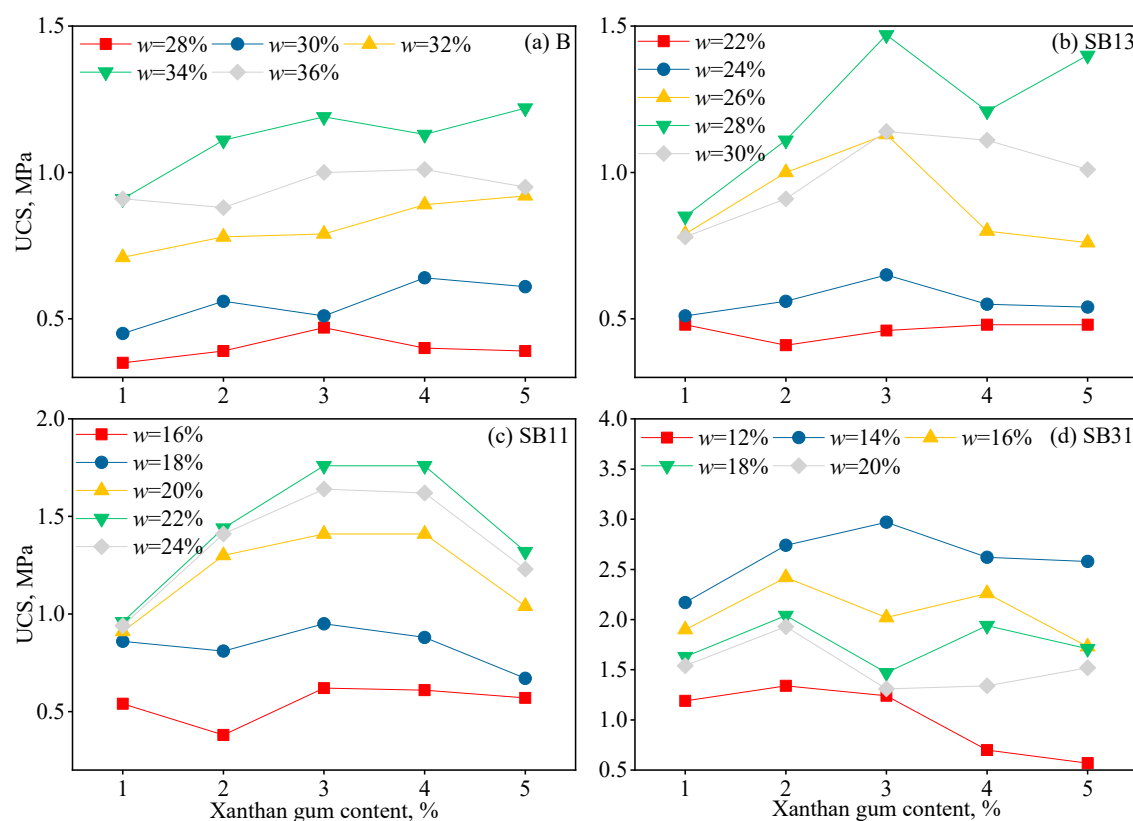 1.5
1.0
0.5
UCS, MPa
w=28%
w=30%
w=32%
(a) B
w=34%
w=36%
1 2 3 4 5
1.5
1.0
0.5
(b) SB13
w=22%
w=24%
w=26%
w=28%
w=30%
1 2 3 4 5
2.0
1.5
1.0
0.5
UCS, MPa
(c) SB11
w=16%
w=18%
w=20%
w=22%
w=24%
1 2 3 4 5
Xanthan gum content, %
4.0
3.5
3.0
2.5
2.0
1.5
1.0
0.5
w=12%
w=14%
w=16%
(d) SB31
w=18%
w=20%
1 2 3 4 5
Xanthan gum content, %